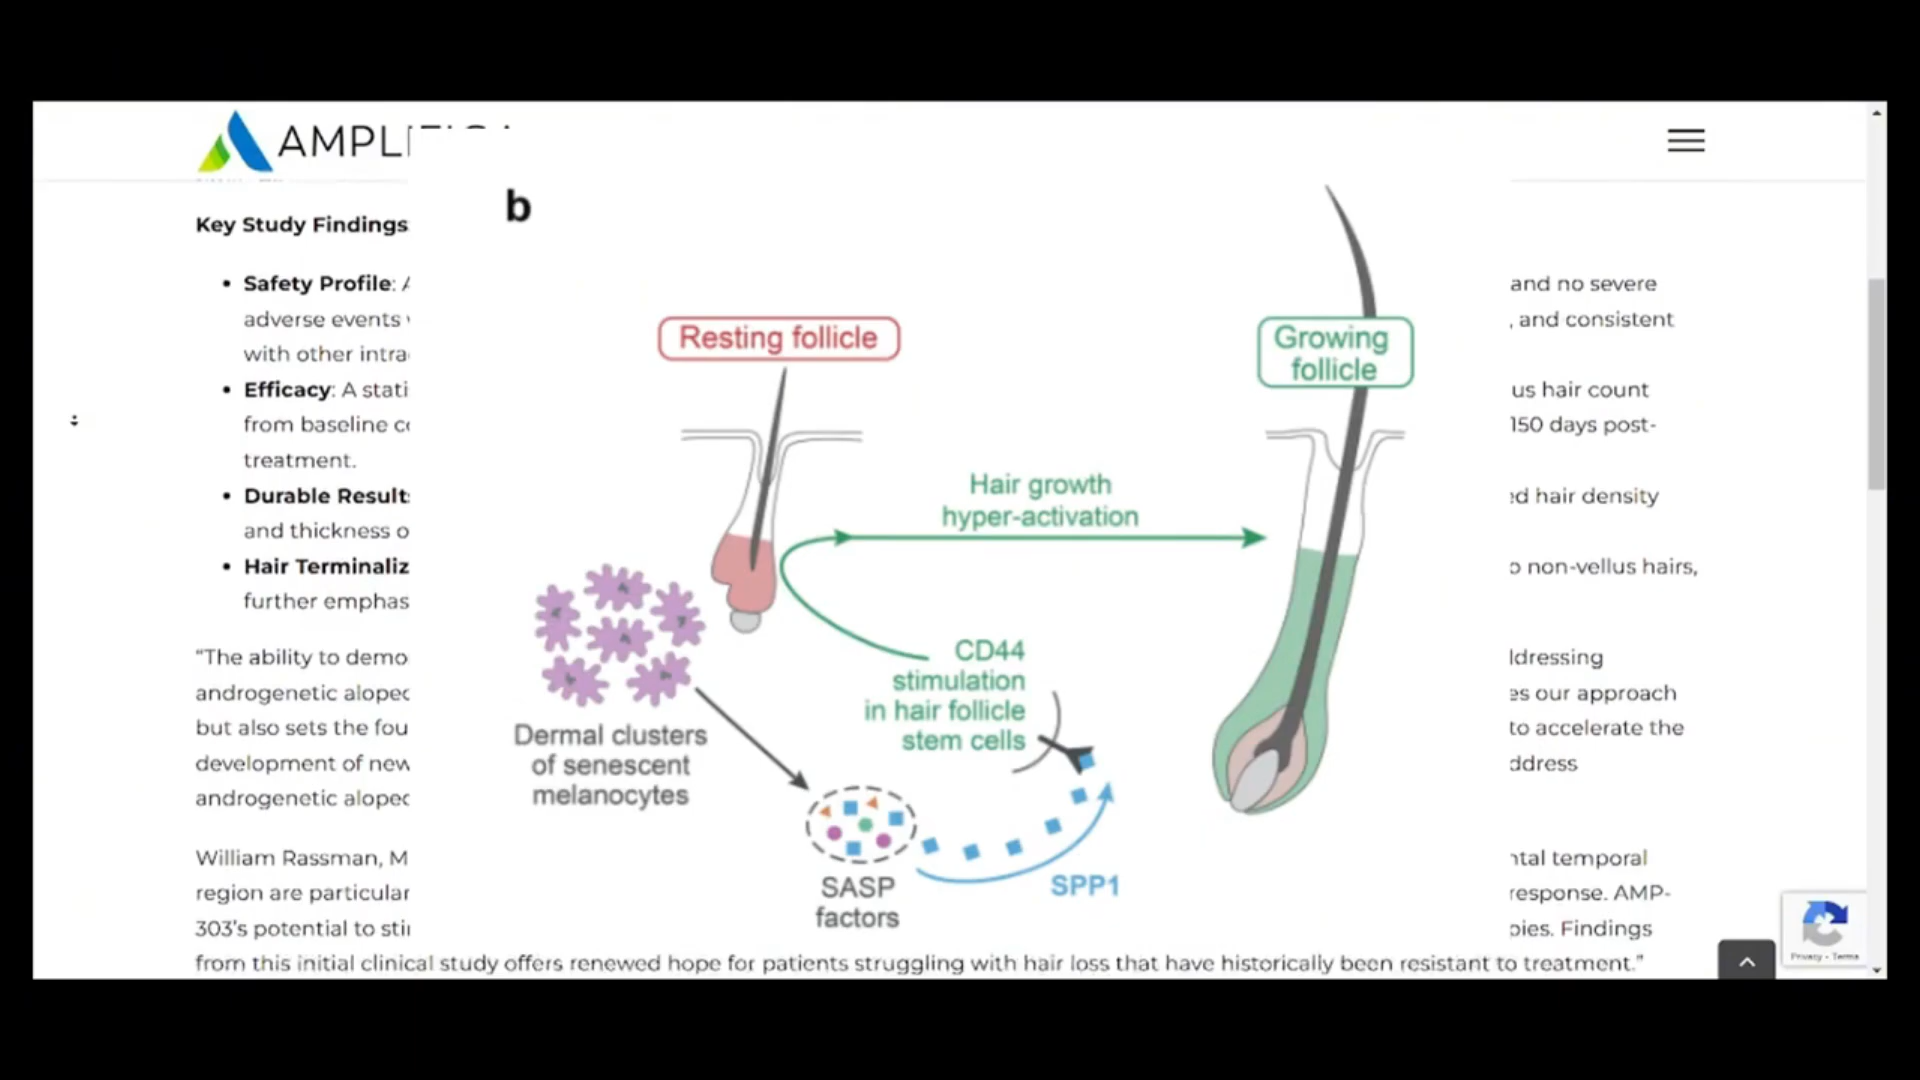 AMPLI
b
Key Study Findings
Safety Profile:
and no severe
adverse events
, and consistent
with other intra
Efficacy: A stati
us hair count
from baseline
150 days post-
treatment.
Durable Result
ed hair density
and thickness
Hair Terminaliz
non-vellus hairs,
further emphas
"The ability to demo
ddressing
androgenetic alopec
es our approach
but also sets the fou
to accelerate the
development of new
ddress
androgenetic alopec
William Rassman, M
ntal temporal
region are particular
response. AMP-
303's potential to sti
pies. Findings
from this initial clinical study offers renewed hope for patients struggling with hair loss that have historically been resistant to treatment."
Resting follicle
Growing
follicle
Hair growth
hyper-activation
CD44
stimulation
in hair follicle
stem cells
Dermal clusters
of senescent
melanocytes
SASP
factors
SPP1
Privacy - Terms